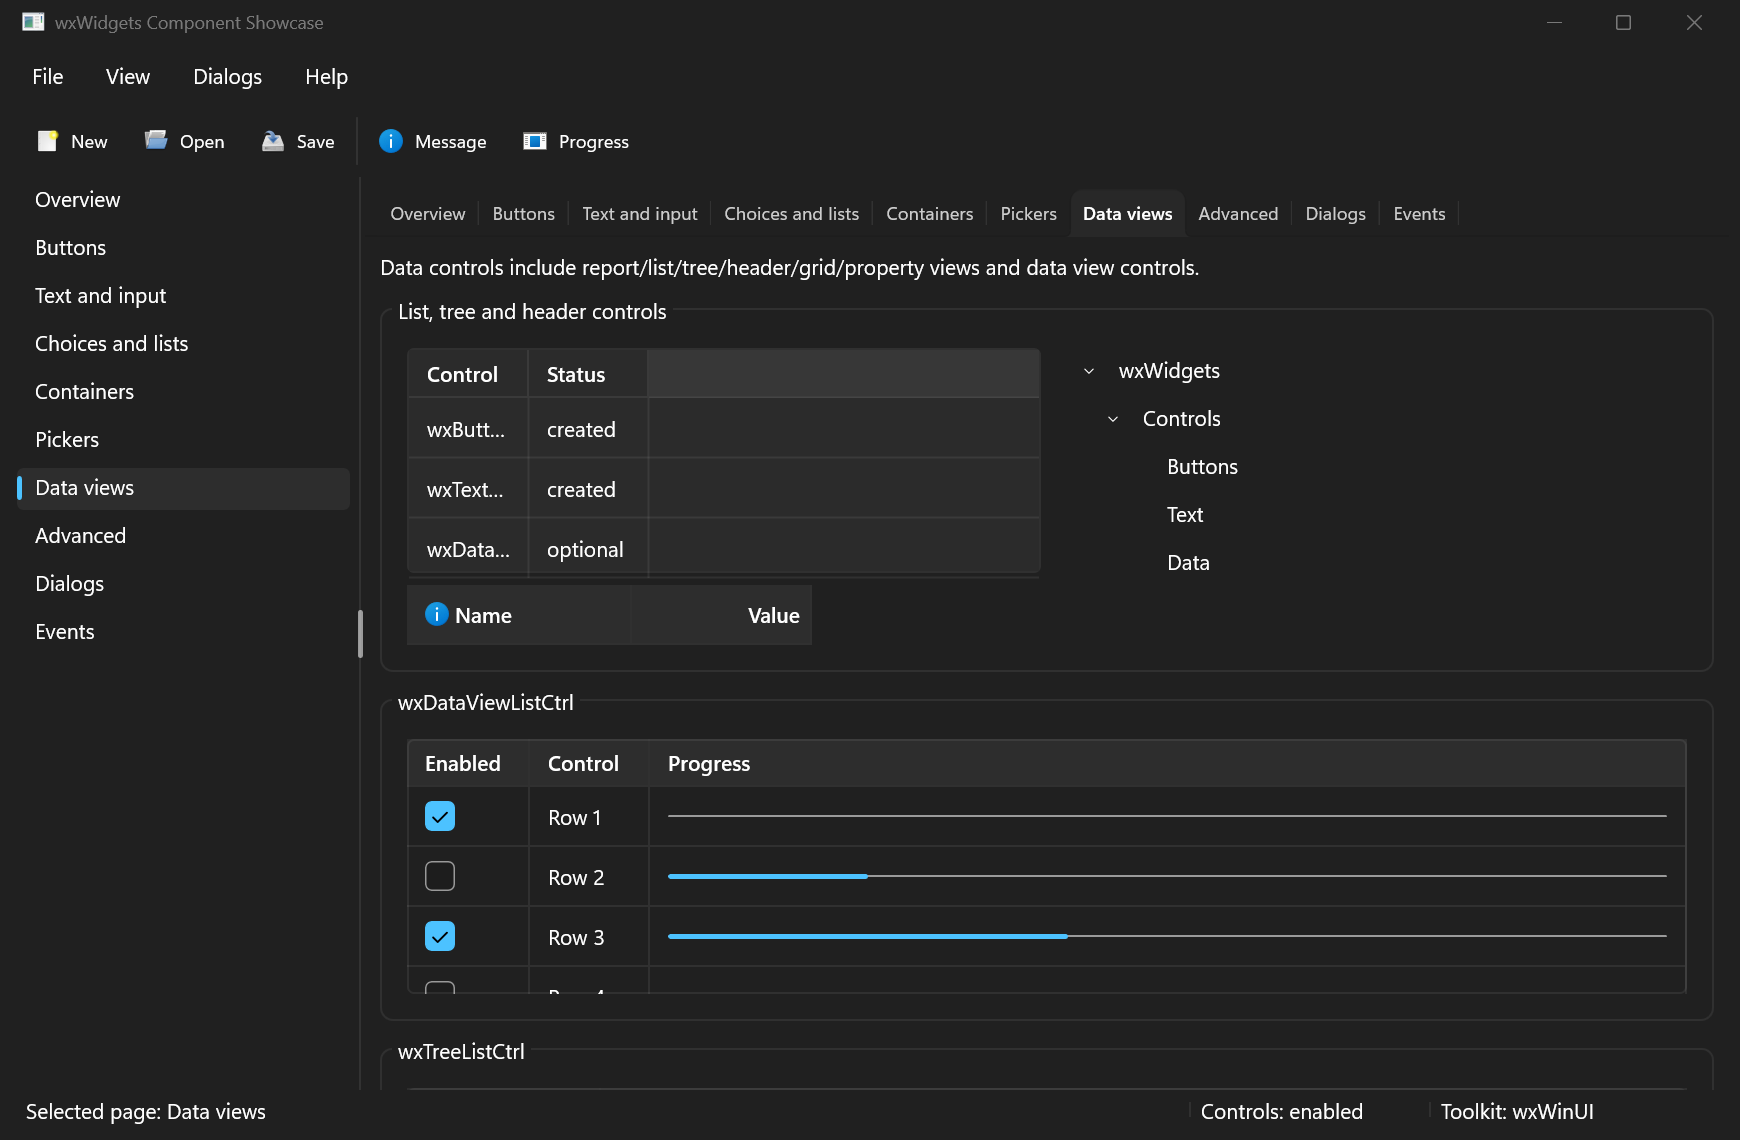 wxWidgets Component Showcase
File View Dialogs Help
New Open Save Message Progress
Overview
Buttons
Text and input
Choices and lists
Containers
Pickers
Data views
Advanced
Dialogs
Events
Overview Buttons Text and input Choices and lists Containers Pickers Data views Advanced Dialogs Events
Data controls include report/list/tree/header/grid/property views and data view controls.
List, tree and header controls
Control Status
wxButt... created
wxText... created
wxData... optional
Name Value
wxWidgets
Controls
Buttons
Text
Data
wxDataViewListCtrl
Enabled Control Progress
Row 1
Row 2
Row 3
wxTreeListCtrl
Selected page: Data views
Controls: enabled
Toolkit: wxWinUI